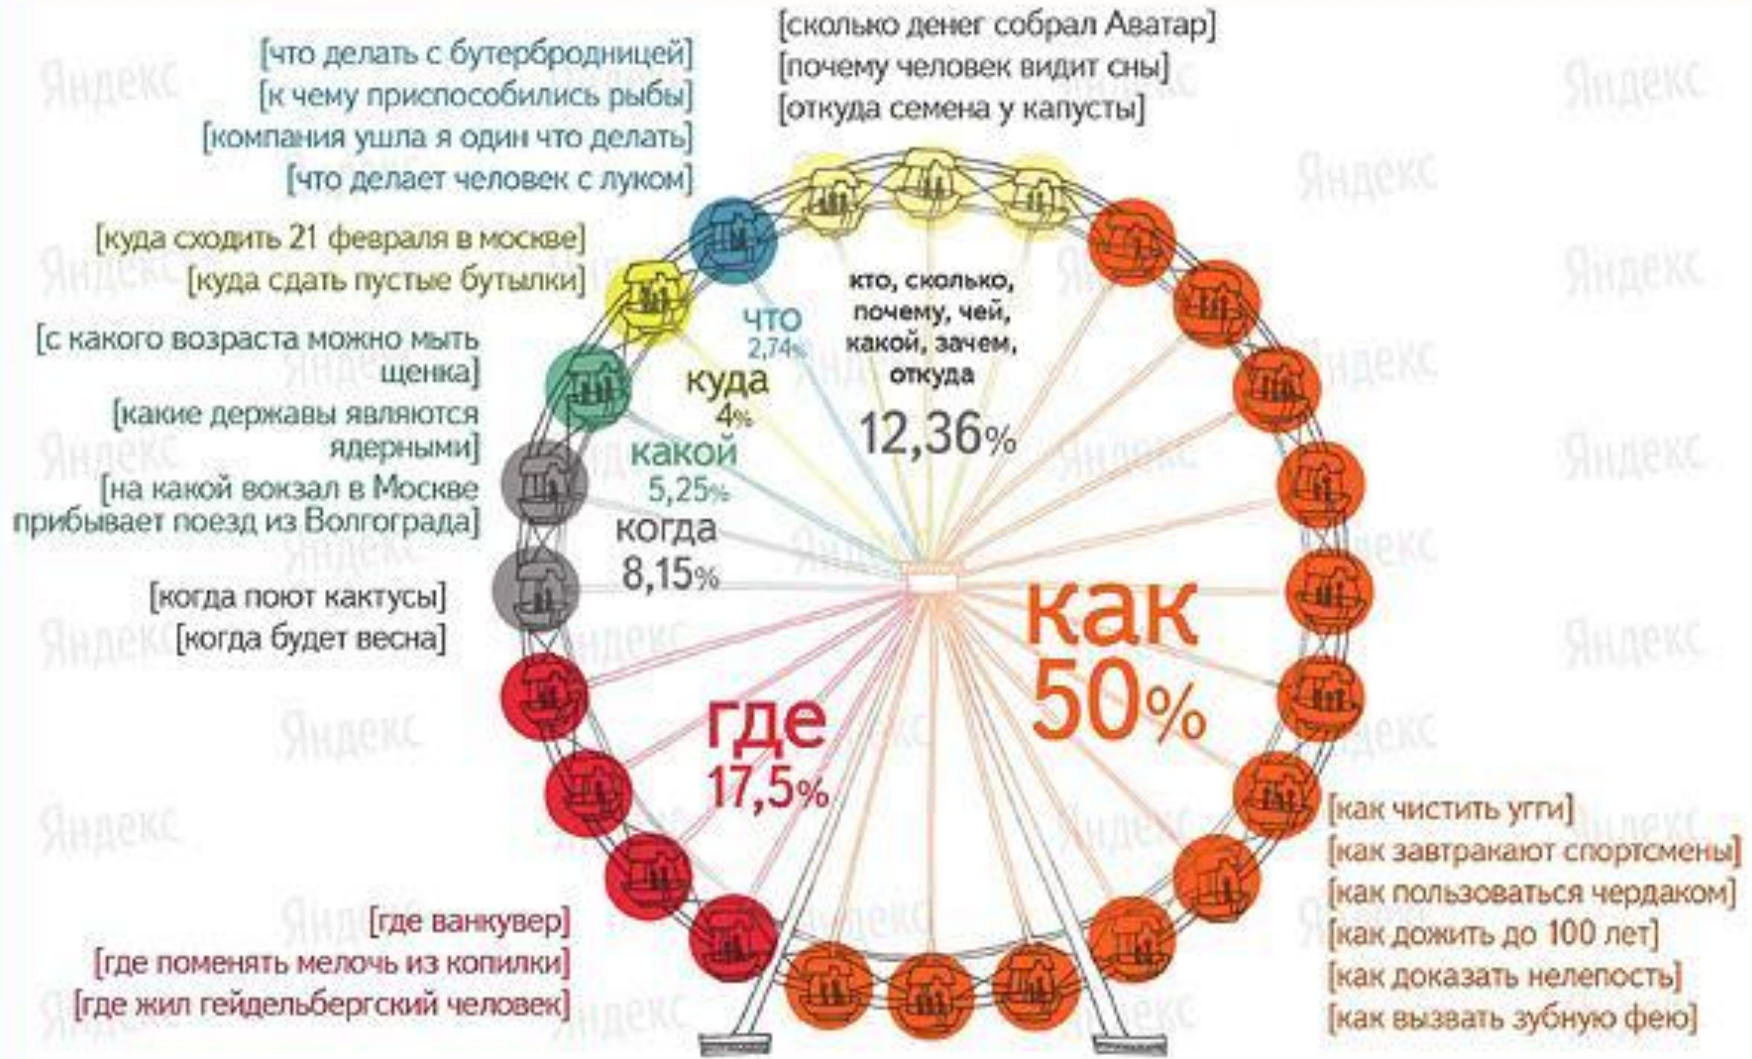 [сколько денег собрал Аватар]
[почему человек видит сны]
[откуда семена у капусты]
[что делать с бутербродницей]
[к чему приспособились рыбы]
[компания ушла я один что делать]
[что делает человек с луком]
[куда сходить 21 февраля в москве]
[куда сдать пустые бутылки]
[с какого возраста можно мыть
щенка]
[какие державы являются
ядерными]
[на какой вокзал в Москве
прибывает поезд из Волгограда]
[когда поют кактусы]
[когда будет весна]
[где ванкувер]
[где поменять мелочь из копилки]
[где жил гейдельбергский человек]
кто, сколько,
почему, чей,
какой, зачем,
откуда
12,36%
что
2,74%
куда
4%
какой
5,25%
когда
8,15%
где
17,5%
как
50%
[как чистить угги]
[как завтракают спортсмены]
[как пользоваться чердаком]
[как дожить до 100 лет]
[как доказать нелепость]
[как вызвать зубную фею]
Яндекс